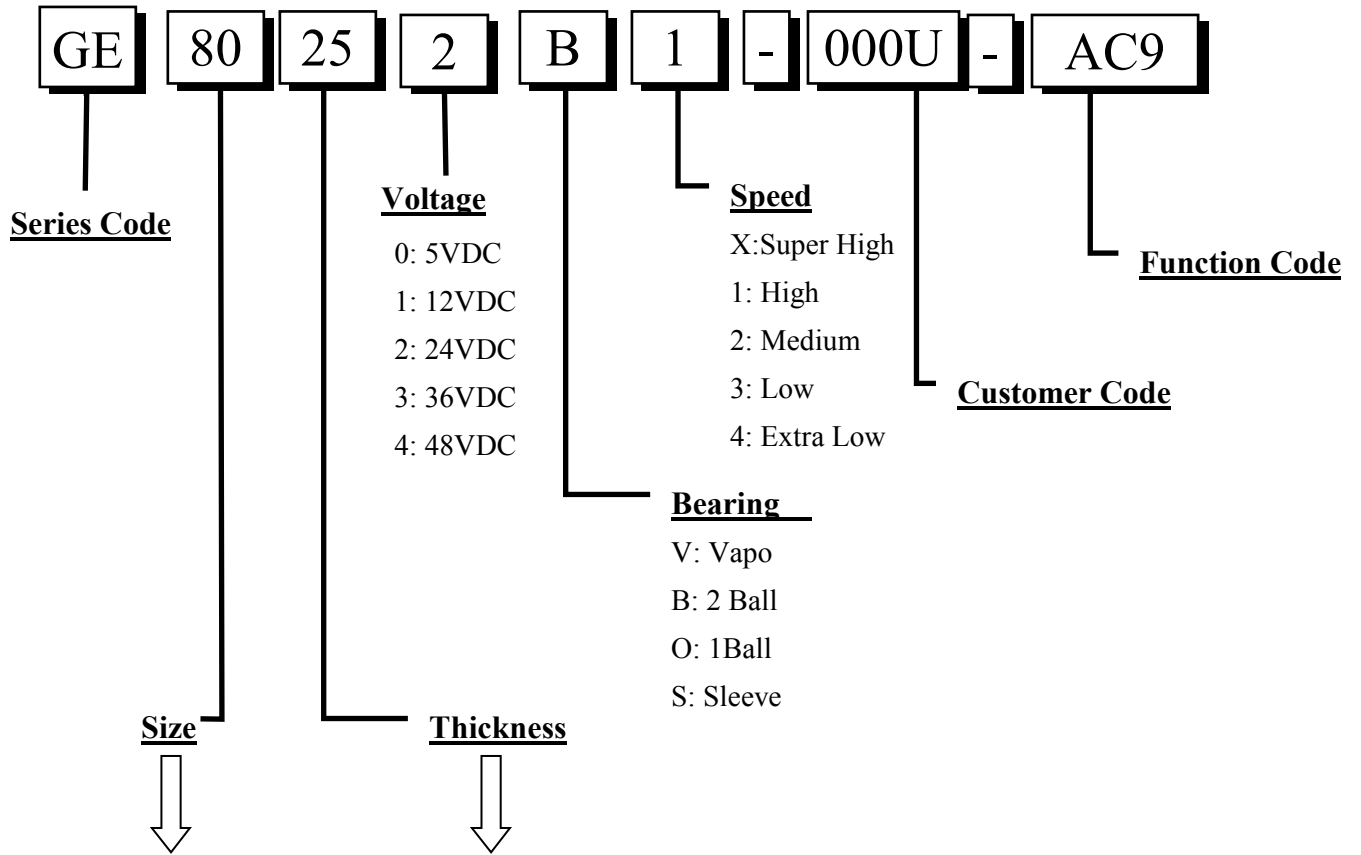 GE 80 25 2 B 1 - 000U - AC9
Series Code
Voltage
0: 5VDC
1: 12VDC
2: 24VDC
3: 36VDC
4: 48VDC
Speed
X:Super High
1: High
2: Medium
3: Low
4: Extra Low
Function Code
Customer Code
Bearing
V: Vapo
B: 2 Ball
O: 1Ball
S: Sleeve
Size
Thickness